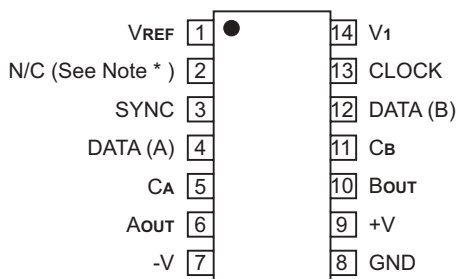 VREF 1 14 V1
N/C (See Note * ) 2 13 CLOCK
SYNC 3 12 DATA (B)
DATA (A) 4 11 CB
CA 5 10 BOUT
AOUT 6 9 +V
-V 7 8 GND